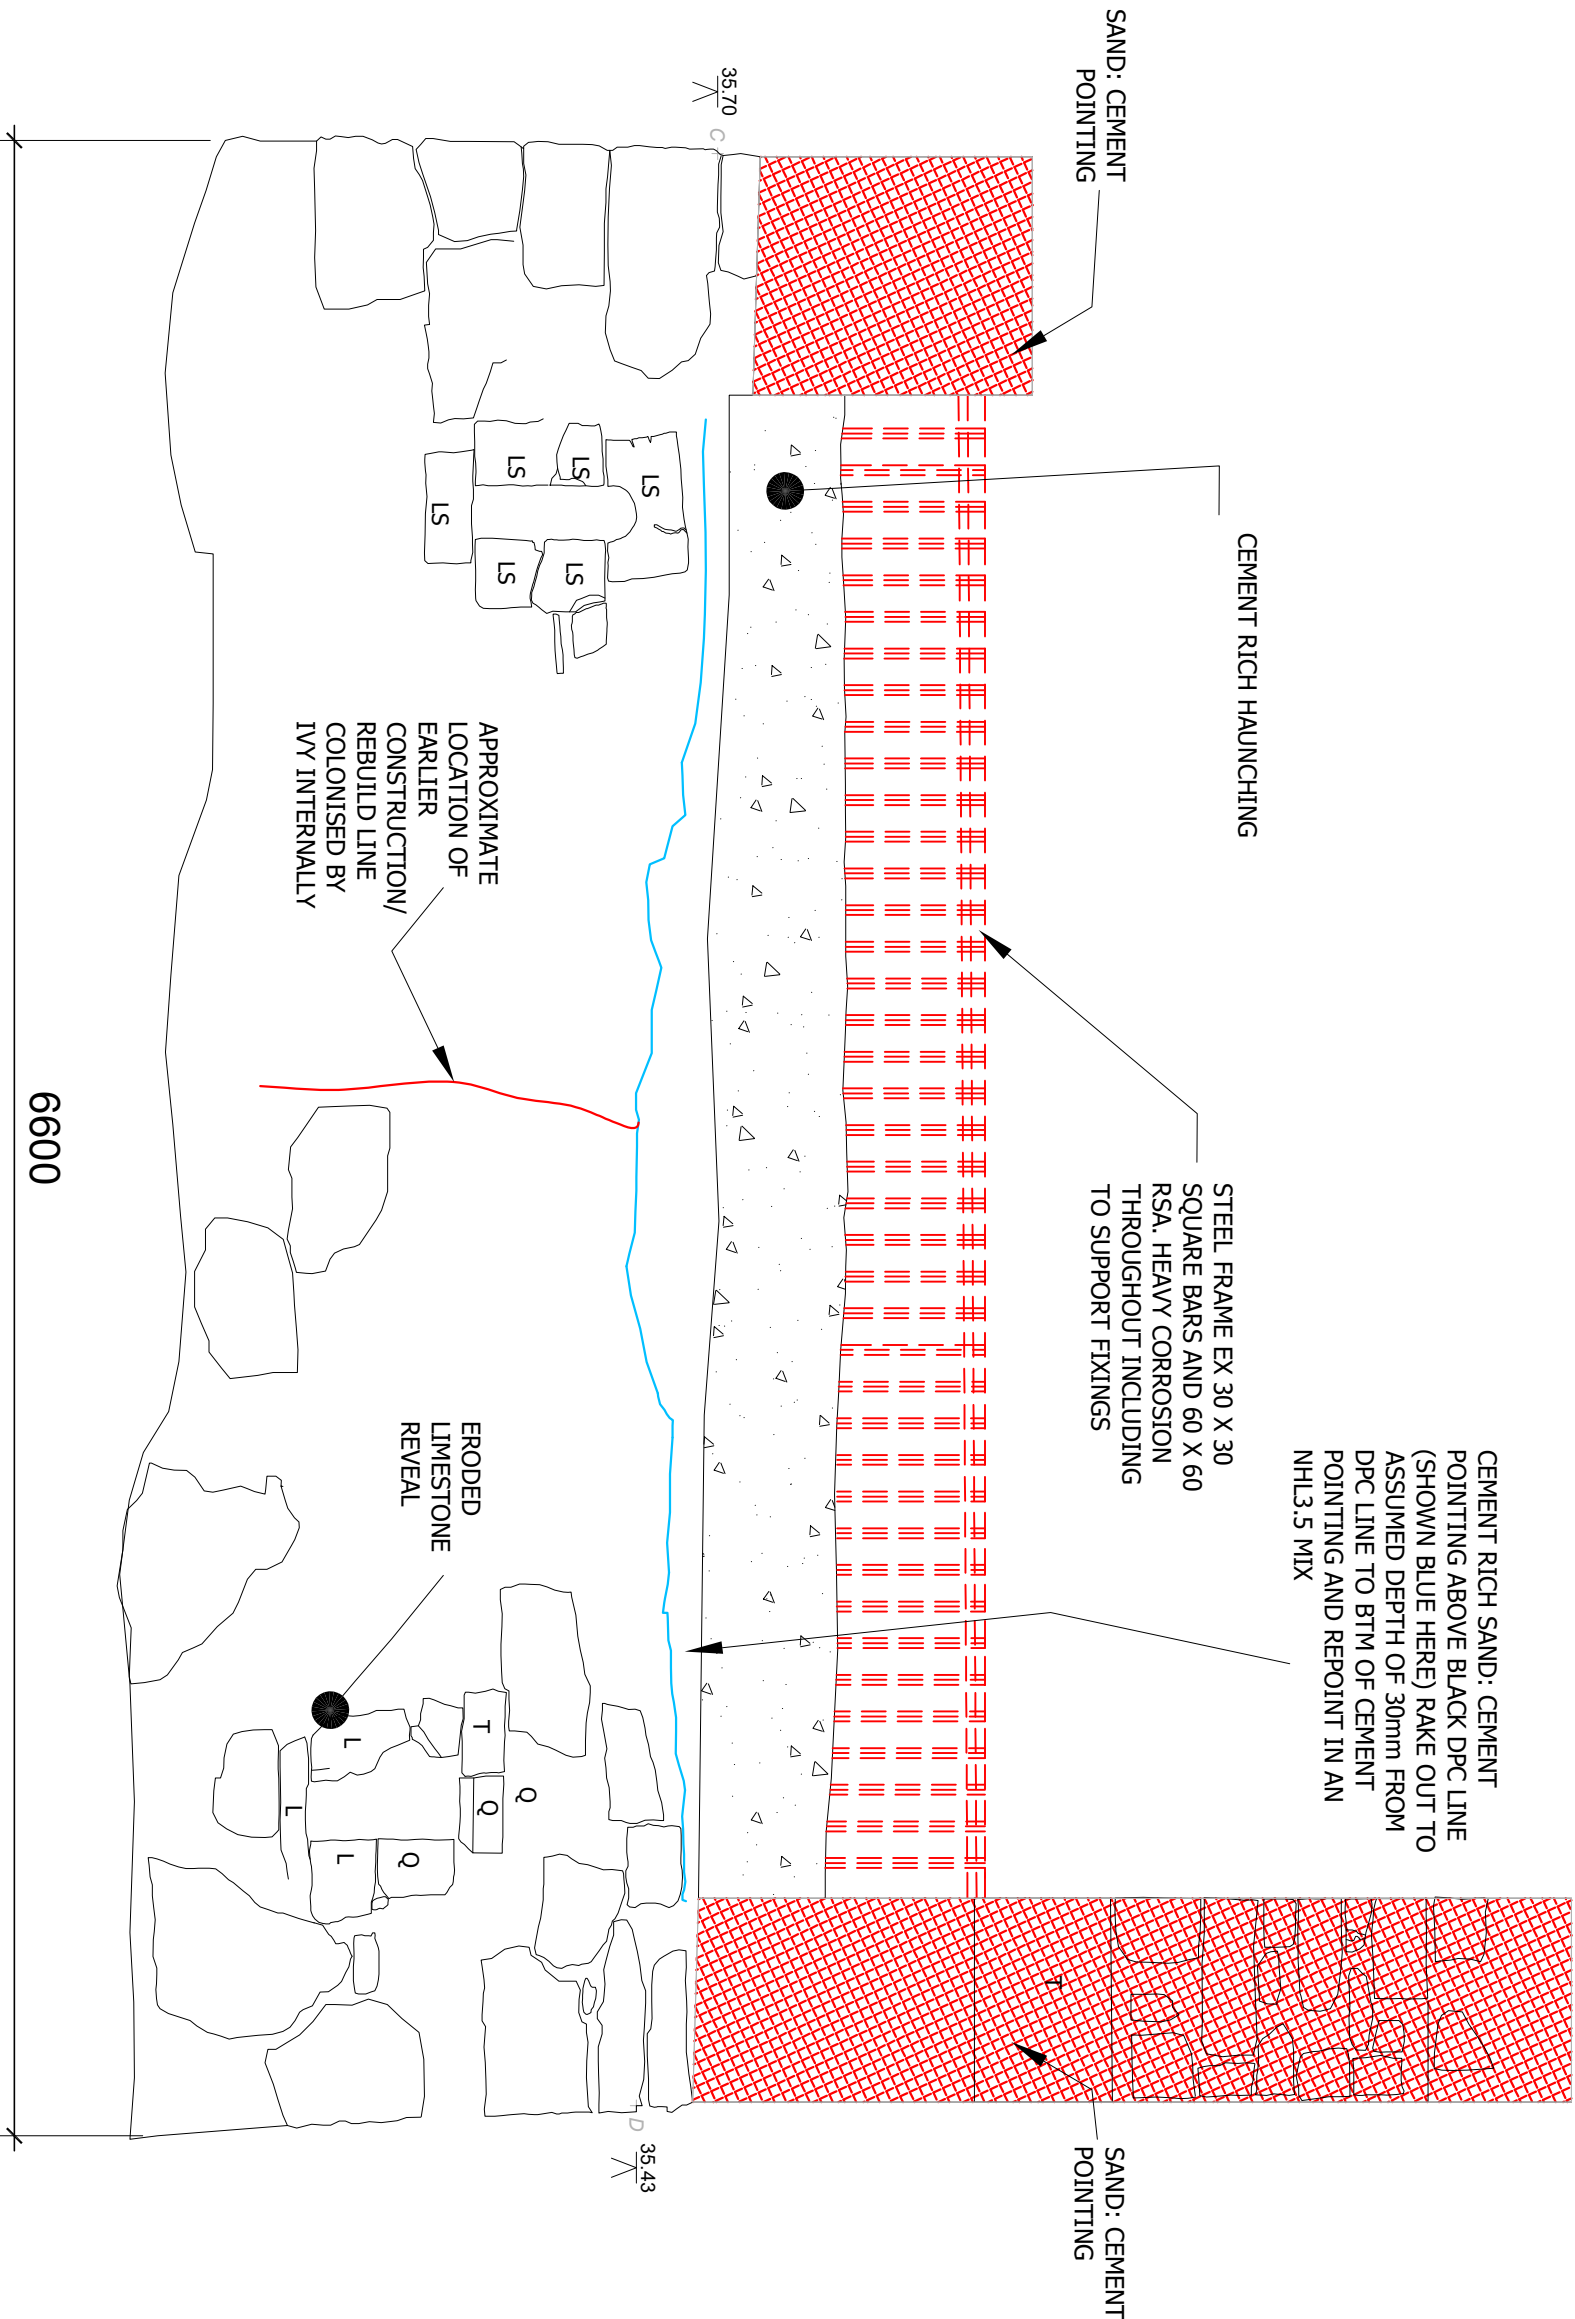 SAND: CEMENT
POINTING
CEMENT RICH HAUNCHING
STEEL FRAME EX 30 X 30
SQUARE BARS AND 60 X 60
RSA. HEAVY CORROSION
THROUGHOUT INCLUDING
TO SUPPORT FIXINGS
CEMENT RICH SAND: CEMENT
POINTING ABOVE BLACK DPC LINE
(SHOWN BLUE HERE) RAKE OUT TO
ASSUMED DEPTH OF 30mm FROM
DPC LINE TO BTM OF CEMENT
POINTING AND REPOINT IN AN
NHL3.5 MIX
SAND: CEMENT
POINTING
T
35.70
C
35.43
D
LS
LS
LS
LS
LS
LS
APPROXIMATE
LOCATION OF
EARLIER
CONSTRUCTION/
REBUILD LINE
COLONISED BY
IVY INTERNALLY
ERODED
LIMESTONE
REVEAL
T
Q
Q
Q
L
L
L
6600